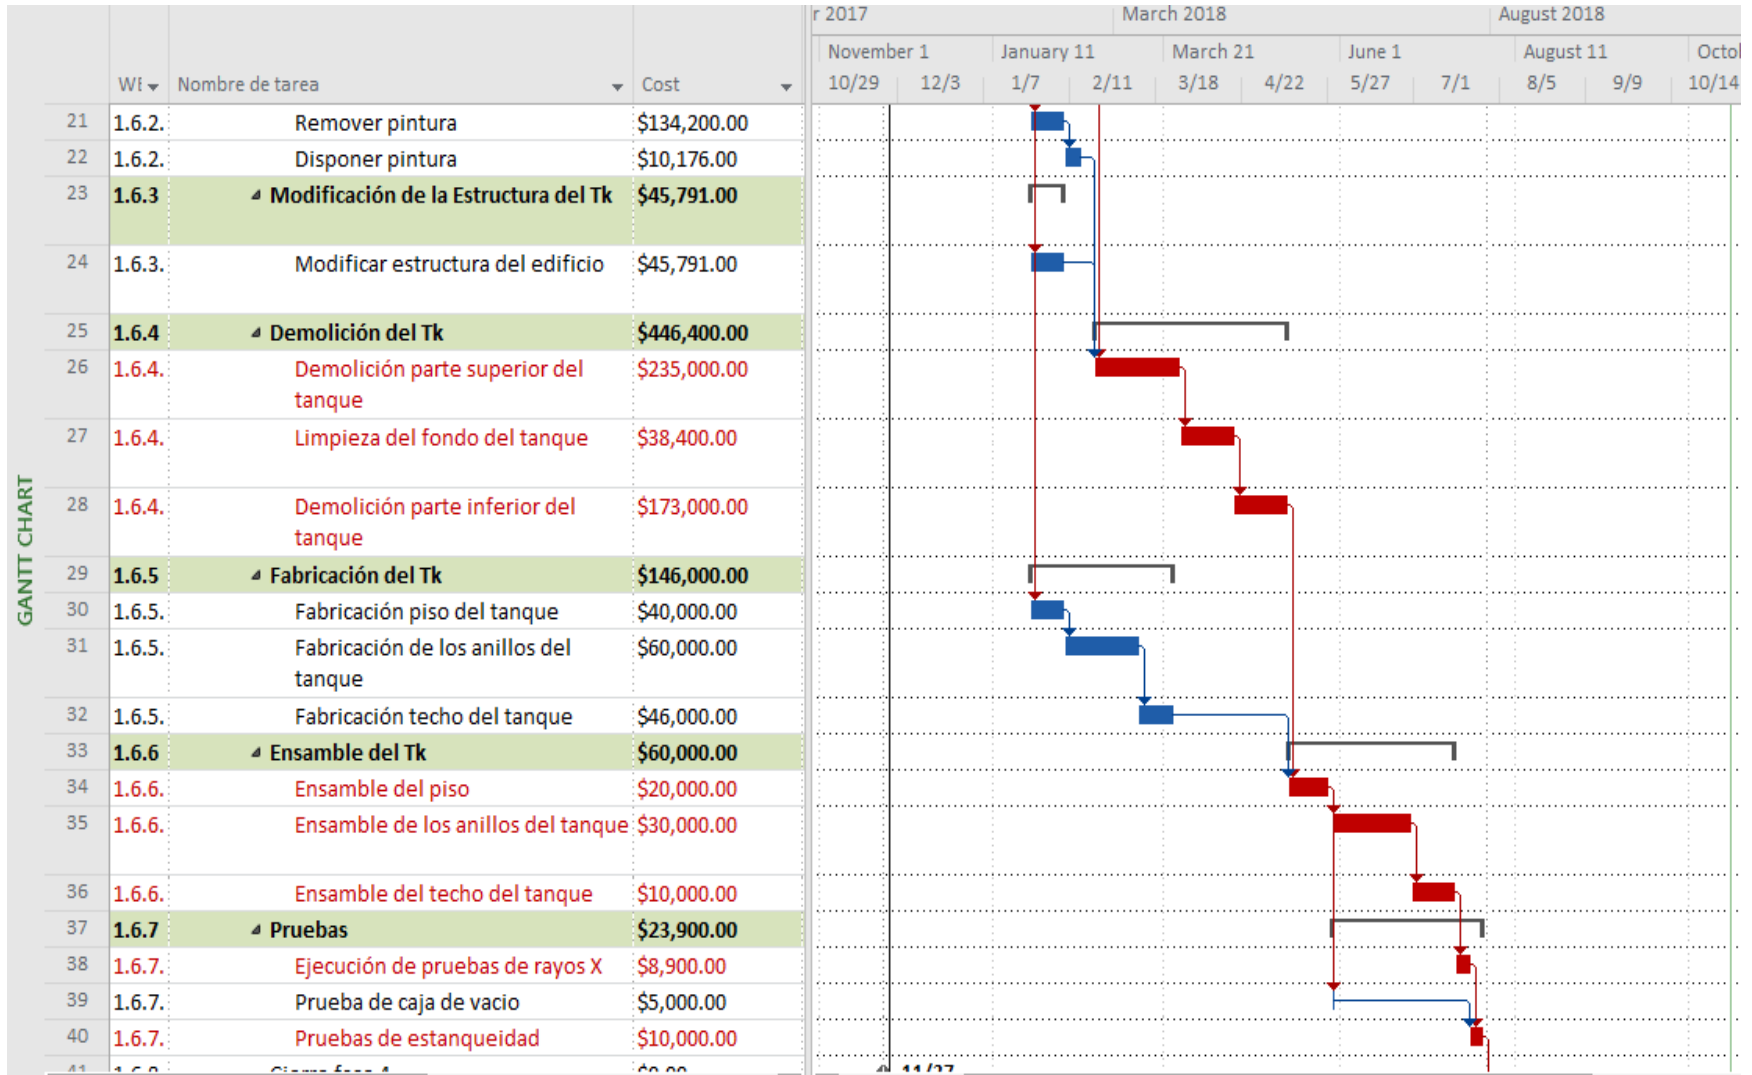 r 2017 March 2018 August 2018
November 1 January 11 March 21 June 1 August 11 Octol
WE Nombre de tarea Cost 10/29 12/3 1/7 2/11 3/18 4/22 5/27 7/1 8/5 9/9 10/14
21 1.6.2. Remover pintura $134,200.00
22 1.6.2. Disponer pintura $10,176.00
23 1.6.3 Modificación de la Estructura del Tk $45,791.00
24 1.6.3. Modificar estructura del edificio $45,791.00
25 1.6.4 Demolición del Tk $446,400.00
26 1.6.4. Demolición parte superior del $235,000.00
tanque
27 1.6.4. Limpieza del fondo del tanque $38,400.00
28 1.6.4. Demolición parte inferior del $173,000.00
tanque
29 1.6.5 Fabricación del Tk $146,000.00
30 1.6.5. Fabricación piso del tanque $40,000.00
31 1.6.5. Fabricación de los anillos del $60,000.00
tanque
32 1.6.5. Fabricación techo del tanque $46,000.00
33 1.6.6 Ensamble del Tk $60,000.00
34 1.6.6. Ensamble del piso $20,000.00
35 1.6.6. Ensamble de los anillos del tanque $30,000.00
36 1.6.6. Ensamble del techo del tanque $10,000.00
37 1.6.7 Pruebas $23,900.00
38 1.6.7. Ejecución de pruebas de rayos X $8,900.00
39 1.6.7. Prueba de caja de vacio $5,000.00
40 1.6.7. Pruebas de estanqueidad $10,000.00
41 1.6.8 Cierre fase 4 $0.00 11/27
GANTT CHART